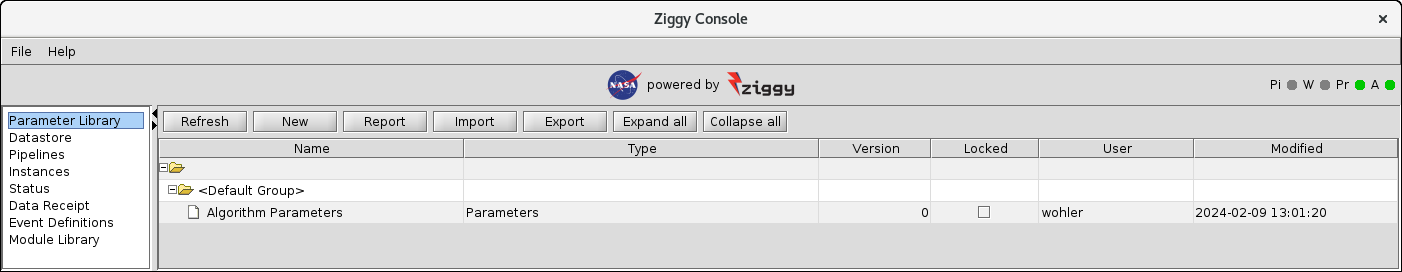 Ziggy Console
File Help
NASA powered by ziggy
Pi W Pr A
Parameter Library
Datastore
Pipelines
Instances
Status
Data Receipt
Event Definitions
Module Library
Refresh New Report Import Export Expand all Collapse all
Name Type Version Locked User Modified
<Default Group>
Algorithm Parameters Parameters 0 wohler 2024-02-09 13:01:20